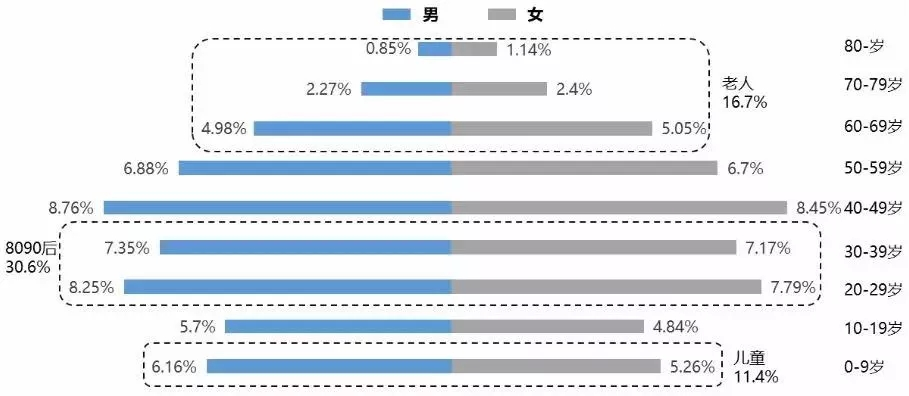 男 女
0.85% 1.14% 80-岁
2.27% 2.4% 70-79岁
老人
16.7%
4.98% 5.05% 60-69岁
6.88% 6.7% 50-59岁
8.76% 8.45% 40-49岁
8090后
30.6%
7.35% 7.17% 30-39岁
8.25% 7.79% 20-29岁
5.7% 4.84% 10-19岁
6.16% 5.26% 0-9岁
儿童
11.4%